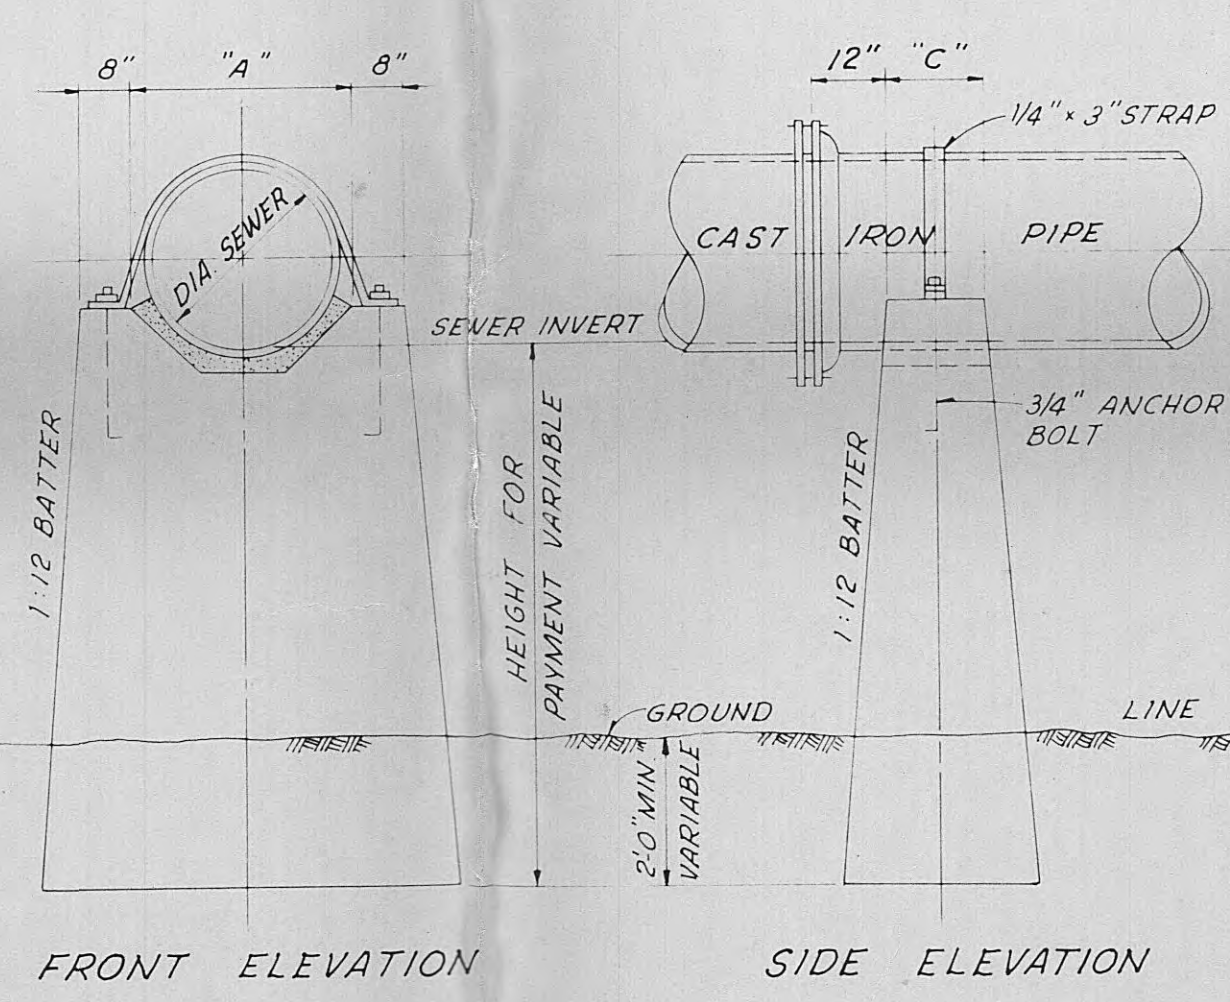 8" "A" 8"
12" "C"
1/4" × 3" STRAP
DIA. SEWER
CAST IRON PIPE
SEWER INVERT
3/4" ANCHOR
BOLT
1:12 BATTER
HEIGHT FOR
PAYMENT VARIABLE
1:12 BATTER
GROUND LINE
2'-0" MIN
VARIABLE
FRONT ELEVATION
SIDE ELEVATION